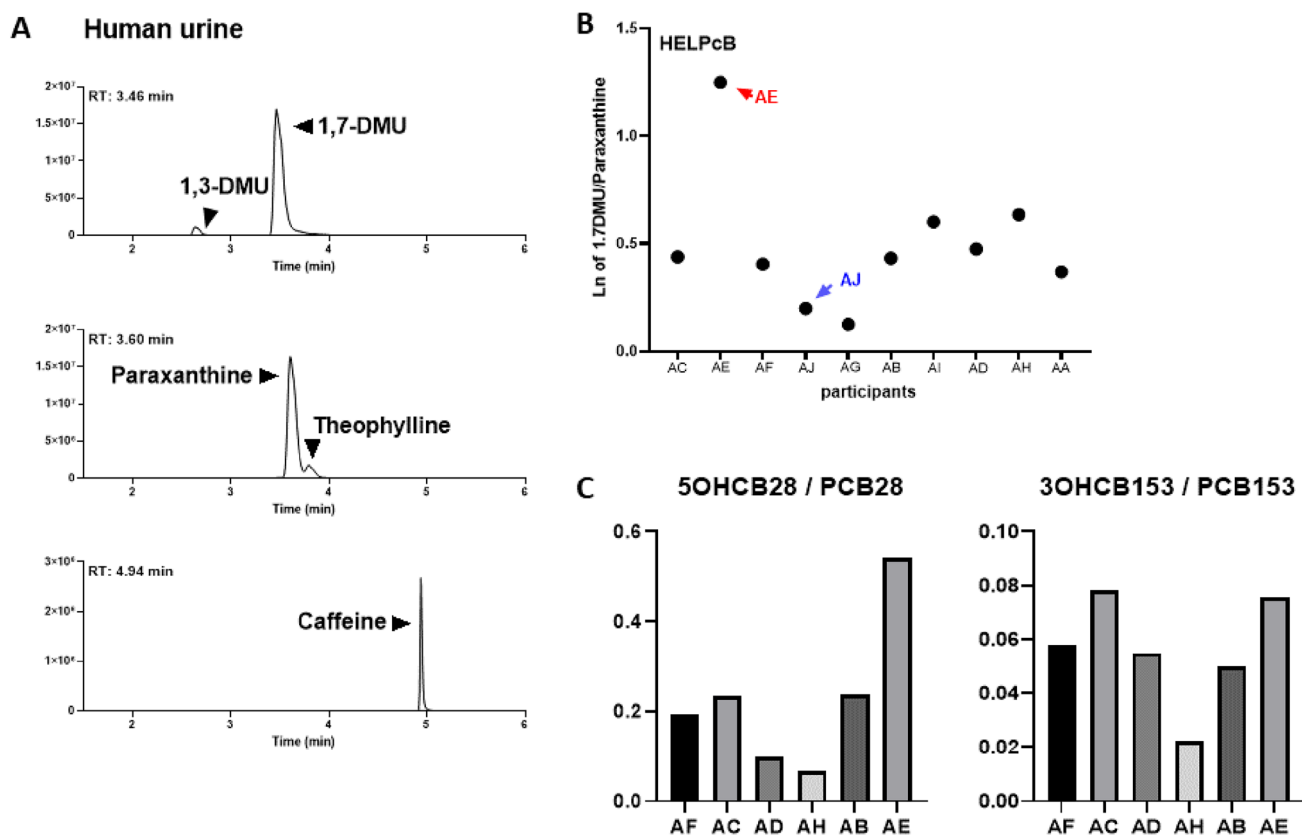 A
Human urine
2×10⁷
RT: 3.46 min
1.5×10⁷
1,7-DMU
1×10⁷
1,3-DMU
5×10⁶
0
2
3
4
5
6
Time (min)
2×10⁷
RT: 3.60 min
1.5×10⁷
Paraxanthine
1×10⁷
Theophylline
5×10⁶
0
2
3
4
5
6
Time (min)
3×10⁶
RT: 4.94 min
2×10⁶
Caffeine
1×10⁶
0
2
3
4
5
6
Time (min)
B
HELPcB
Ln of 1.7DMU/Paraxanthine
1.5
1.0
0.5
0.0
AE
AJ
AC
AE
AF
AJ
AG
AB
AI
AD
AH
AA
participants
C
5OHCB28 / PCB28
0.6
0.4
0.2
0.0
AF
AC
AD
AH
AB
AE
3OHCB153 / PCB153
0.10
0.08
0.06
0.04
0.02
0.00
AF
AC
AD
AH
AB
AE